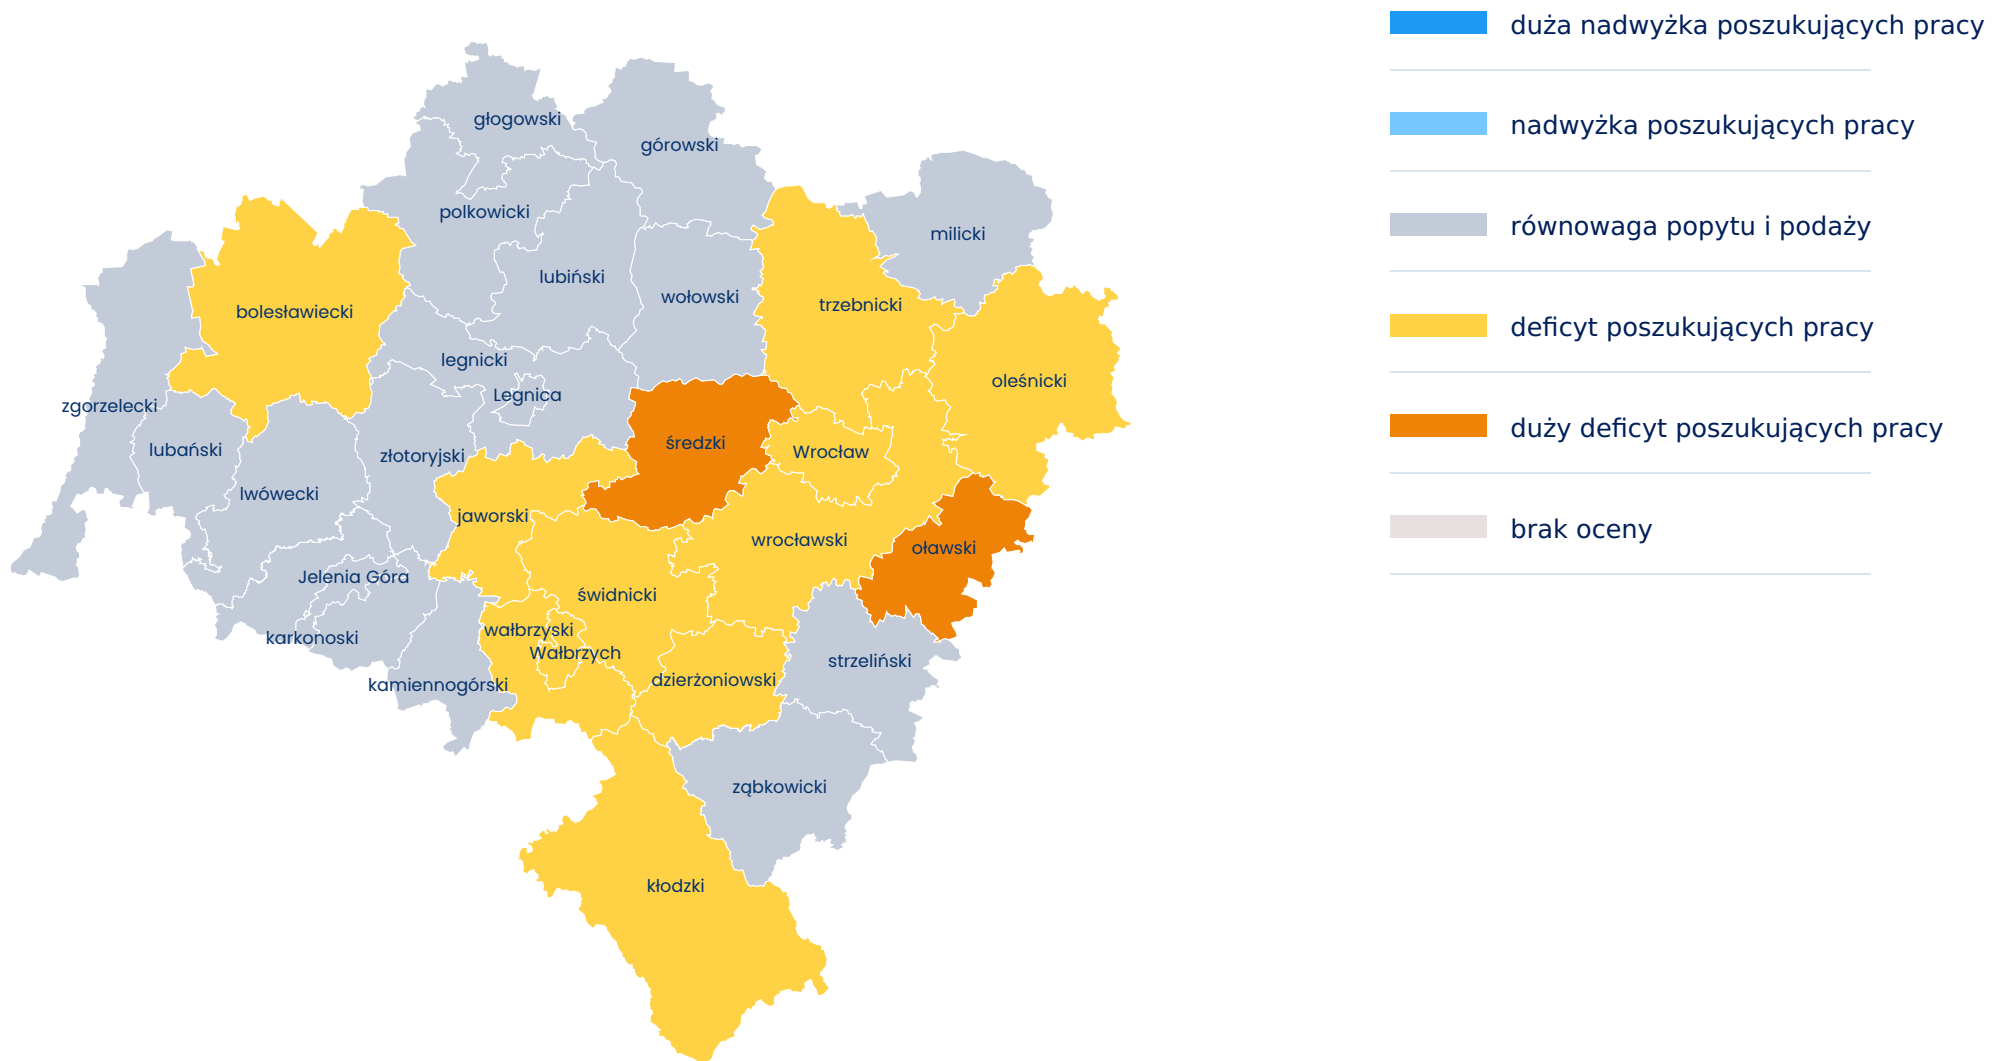 duża nadwyżka poszukujących pracy
nadwyżka poszukujących pracy
równowaga popytu i podaży
deficyt poszukujących pracy
duży deficyt poszukujących pracy
brak oceny
głogowski
górowski
polkowicki
milicki
lubiński
wołowski
trzebnicki
bolesławiecki
legnicki
oleśnicki
Legnica
zgorzelecki
średzki
lubański
Wrocław
złotoryjski
lwówecki
jaworski
wrocławski
oławski
Jelenia Góra
świdnicki
wałbrzyski
karkonoski
Wałbrzych
strzeliński
dzierżoniowski
kamiennogórski
ząbkowicki
kłodzki